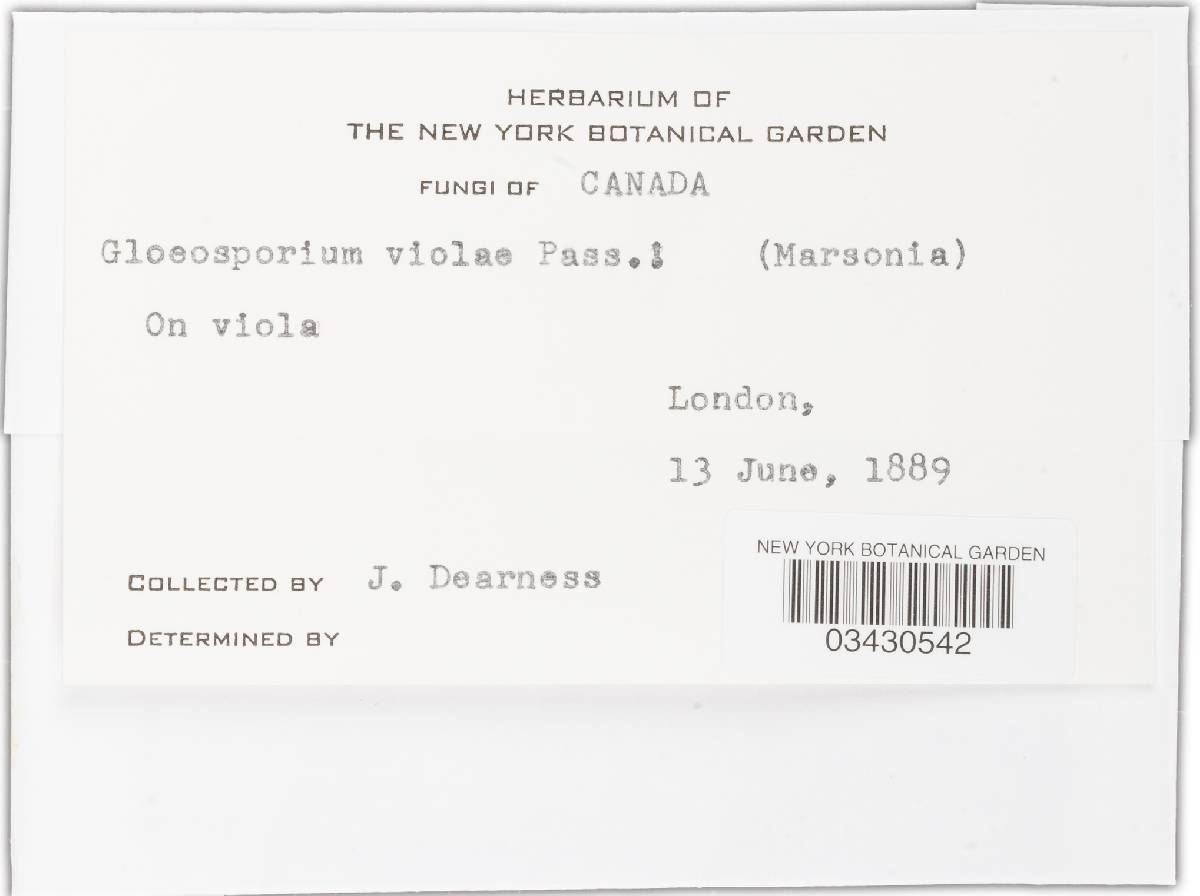 HERBARIUM OF
THE NEW YORK BOTANICAL GARDEN
FUNGI OF CANADA
Gloeosporium violae Pass.! (Marsonia)
On viola
London,
13 June, 1889
COLLECTED BY J. Dearness
DETERMINED BY
NEW YORK BOTANICAL GARDEN
03430542